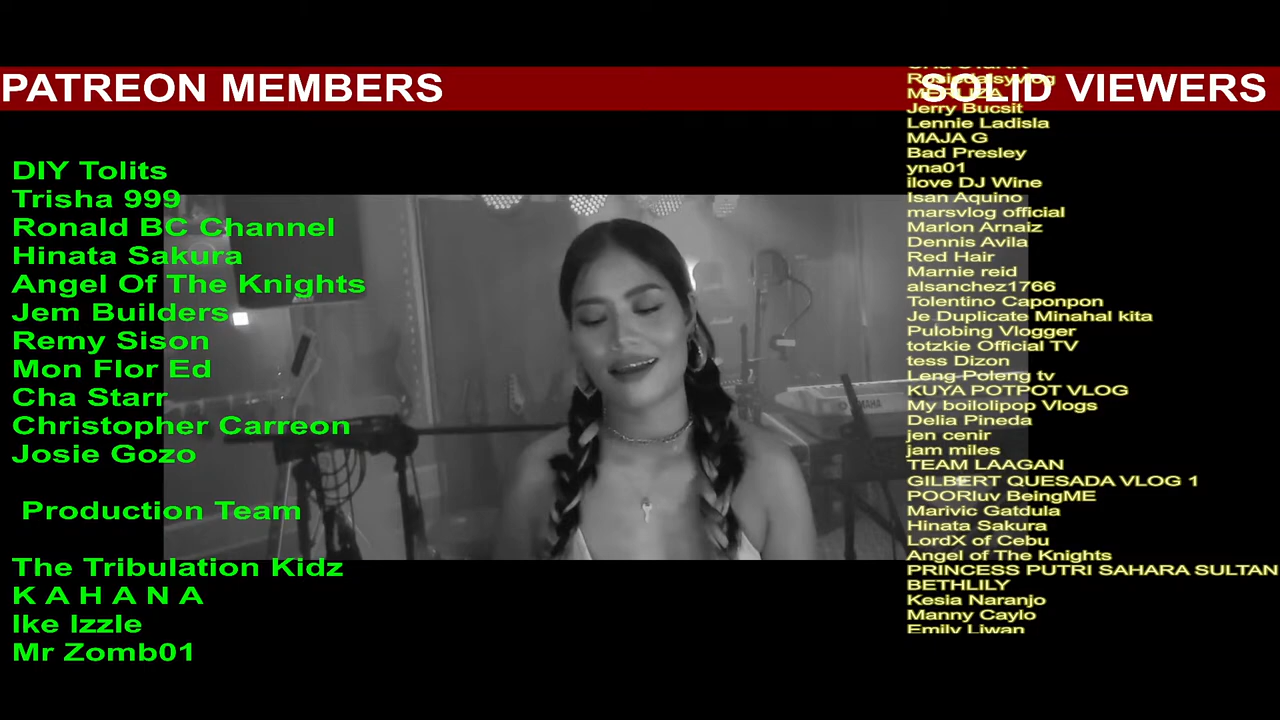 PATREON MEMBERS
DIY Tolits
Trisha 999
Ronald BC Channel
Hinata Sakura
Angel Of The Knights
Jem Builders
Remy Sison
Mon Flor Ed
Cha Starr
Christopher Carreon
Josie Gozo
Production Team
The Tribulation Kidz
K A H A N A
Ike Izzle
Mr Zomb01
SOLID VIEWERS
Jerry Bucsit
Lennie Ladisla
MAJA G
Bad Presley
yna01
ilove DJ Wine
Isan Aquino
marsvlog official
Marlon Arnaiz
Dennis Avila
Red Hair
Marnie reid
alsanchez1766
Tolentino Caponpon
Je Duplicate Minahal kita
Pulobing Vlogger
totzkie Official TV
tess Dizon
Leng Poleng tv
KUYA POTPOT VLOG
My boilolipop Vlogs
Delia Pineda
jen cenir
jam miles
TEAM LAAGAN
GILBERT QUESADA VLOG 1
POORluv BeingME
Marivic Gatdula
Hinata Sakura
LordX of Cebu
Angel of The Knights
PRINCESS PUTRI SAHARA SULTAN
BETHLILY
Kesia Naranjo
Manny Caylo
Emily Liwan
YAMAHA